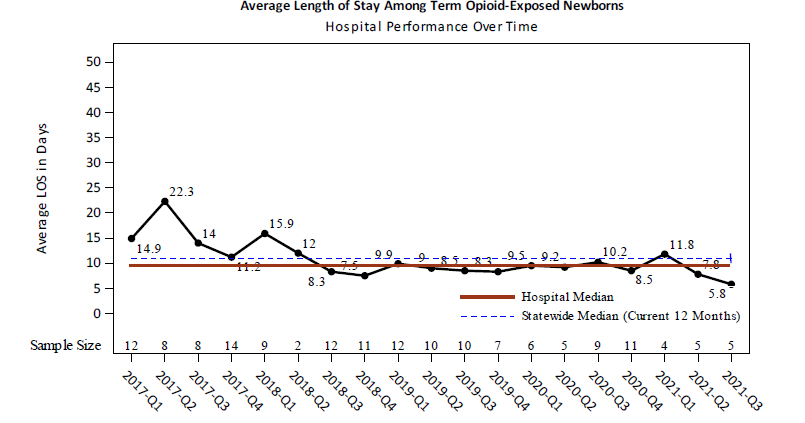 Average Length of Stay Among Term Opioid-Exposed Newborns
Hospital Performance Over Time
Average LOS in Days
50
45
40
35
30
25
20
15
10
5
0
14.9
22.3
14
11.2
15.9
12
8.3
7.5
9.9
9
8.5
8.3
9.5
9.2
10.2
8.5
11.8
7.8
5.8
Hospital Median
Statewide Median (Current 12 Months)
Sample Size 12 8 8 14 9 2 12 11 12 10 10 7 6 5 9 11 4 5 5
2017-Q1
2017-Q2
2017-Q3
2017-Q4
2018-Q1
2018-Q2
2018-Q3
2018-Q4
2019-Q1
2019-Q2
2019-Q3
2019-Q4
2020-Q1
2020-Q2
2020-Q3
2020-Q4
2021-Q1
2021-Q2
2021-Q3